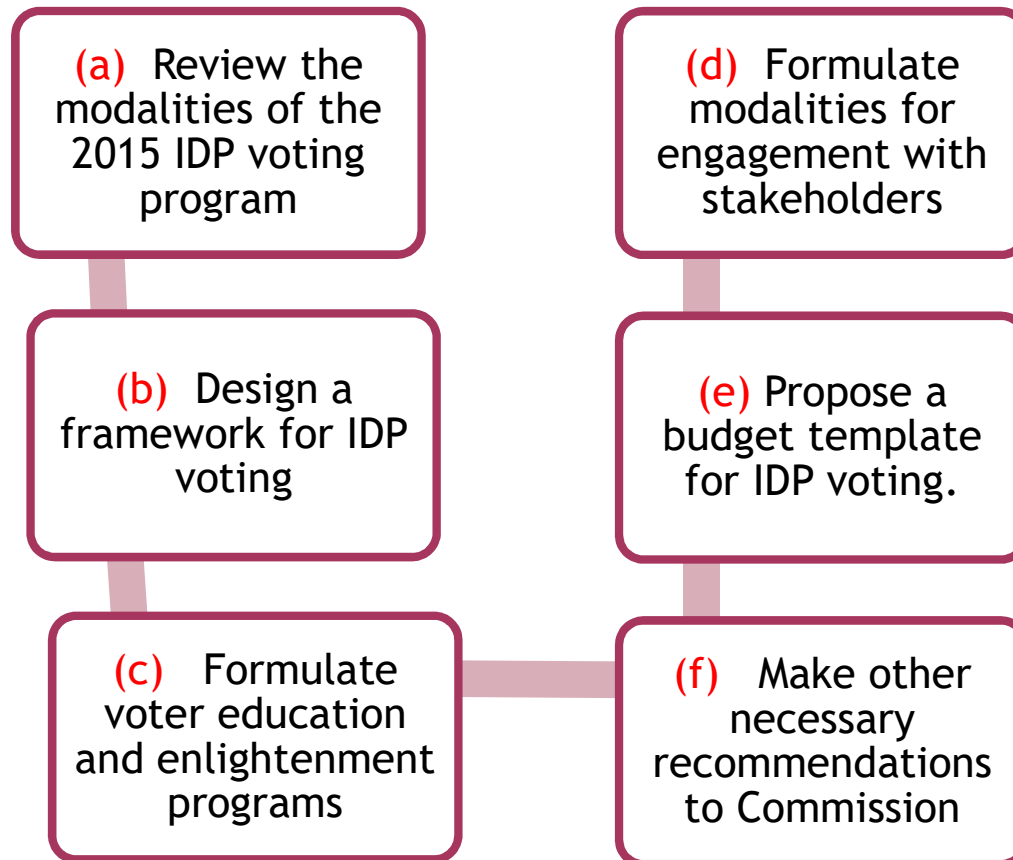 (a) Review the
modalities of the
2015 IDP voting
program
(b) Design a
framework for IDP
voting
(c) Formulate
voter education
and enlightenment
programs
(d) Formulate
modalities for
engagement with
stakeholders
(e) Propose a
budget template
for IDP voting.
(f) Make other
necessary
recommendations
to Commission